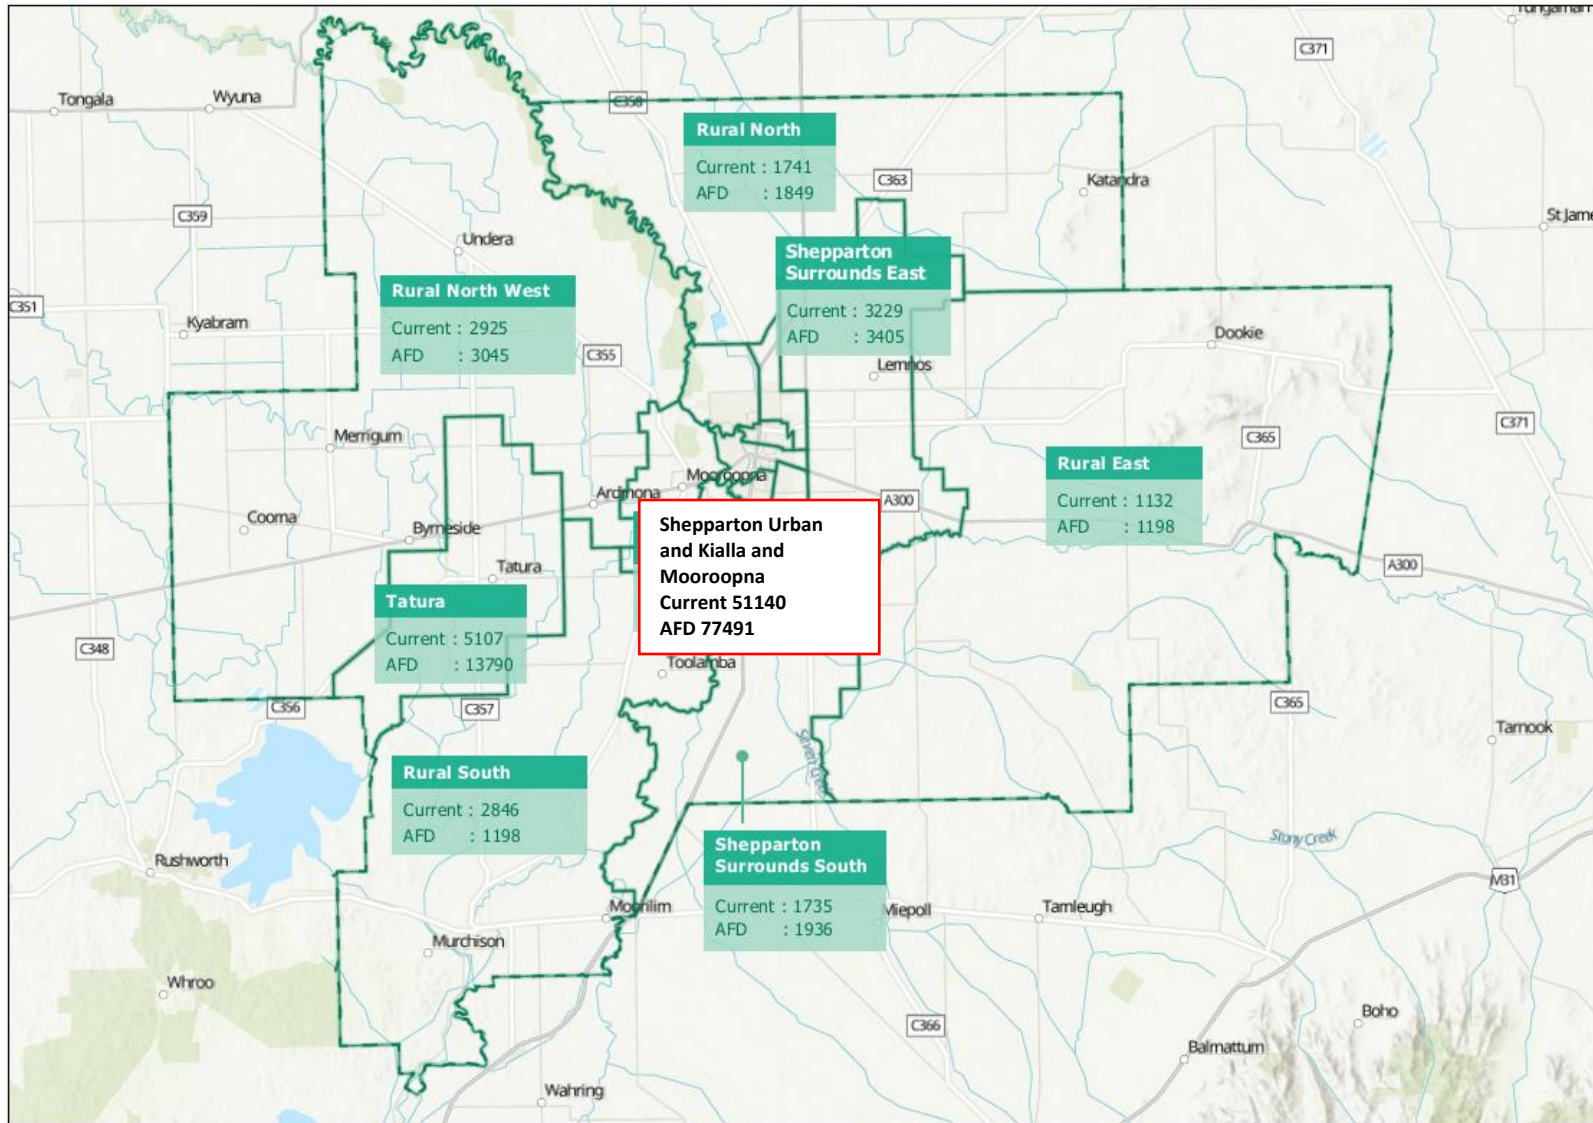 Tungamah
C371
Tongala
Wyuna
C358
Rural North
Current : 1741
AFD : 1849
C363
Katandra
C359
St Jame
Undera
Shepparton
Surrounds East
Current : 3229
AFD : 3405
Rural North West
Current : 2925
AFD : 3045
C351
Kyabram
C355
Dookie
Lemnos
C371
Merrigum
C365
Rural East
Current : 1132
AFD : 1198
Mooroopna
Ardmona
A300
Cooma
Byrneside
Shepparton Urban
and Kialla and
Mooroopna
Current 51140
AFD 77491
Tatura
A300
Tatura
Current : 5107
AFD : 13790
C348
Toolamba
C356
C357
C365
Tarnook
Seven Creeks
Rural South
Current : 2846
AFD : 1198
Shepparton
Surrounds South
Current : 1735
AFD : 1936
Stony Creek
Rushworth
M31
Moorilim
Miepoll
Tamleugh
Murchison
Whroo
C366
Boho
Balmattum
Wahring